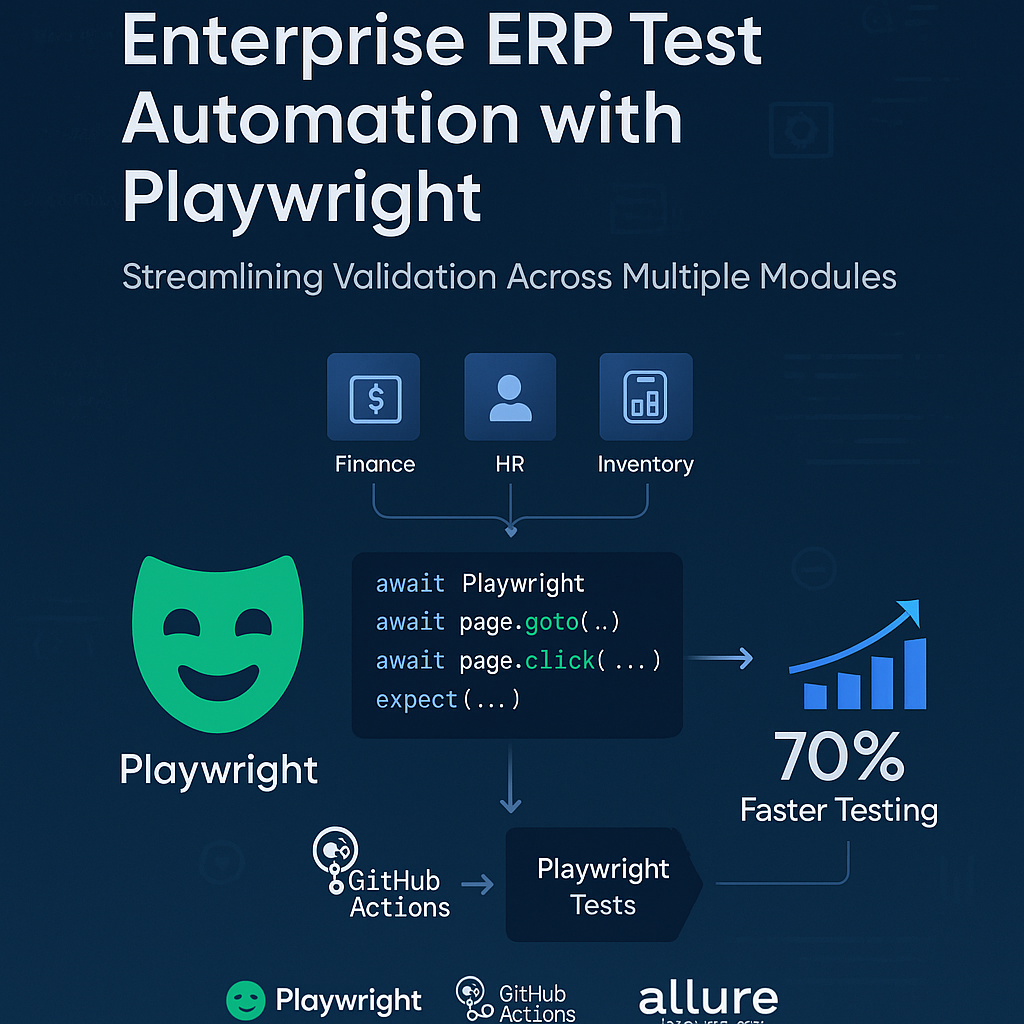 Enterprise ERP Test
Automation with
Playwright
Streamlining Validation Across Multiple Modules
$
Finance
HR
Inventory
await Playwright
await page.goto(..)
await page.click(...)
expect(...)
Playwright
70%
Faster Testing
GitHub
Actions
Playwright
Tests
Playwright
GitHub
Actions
allure